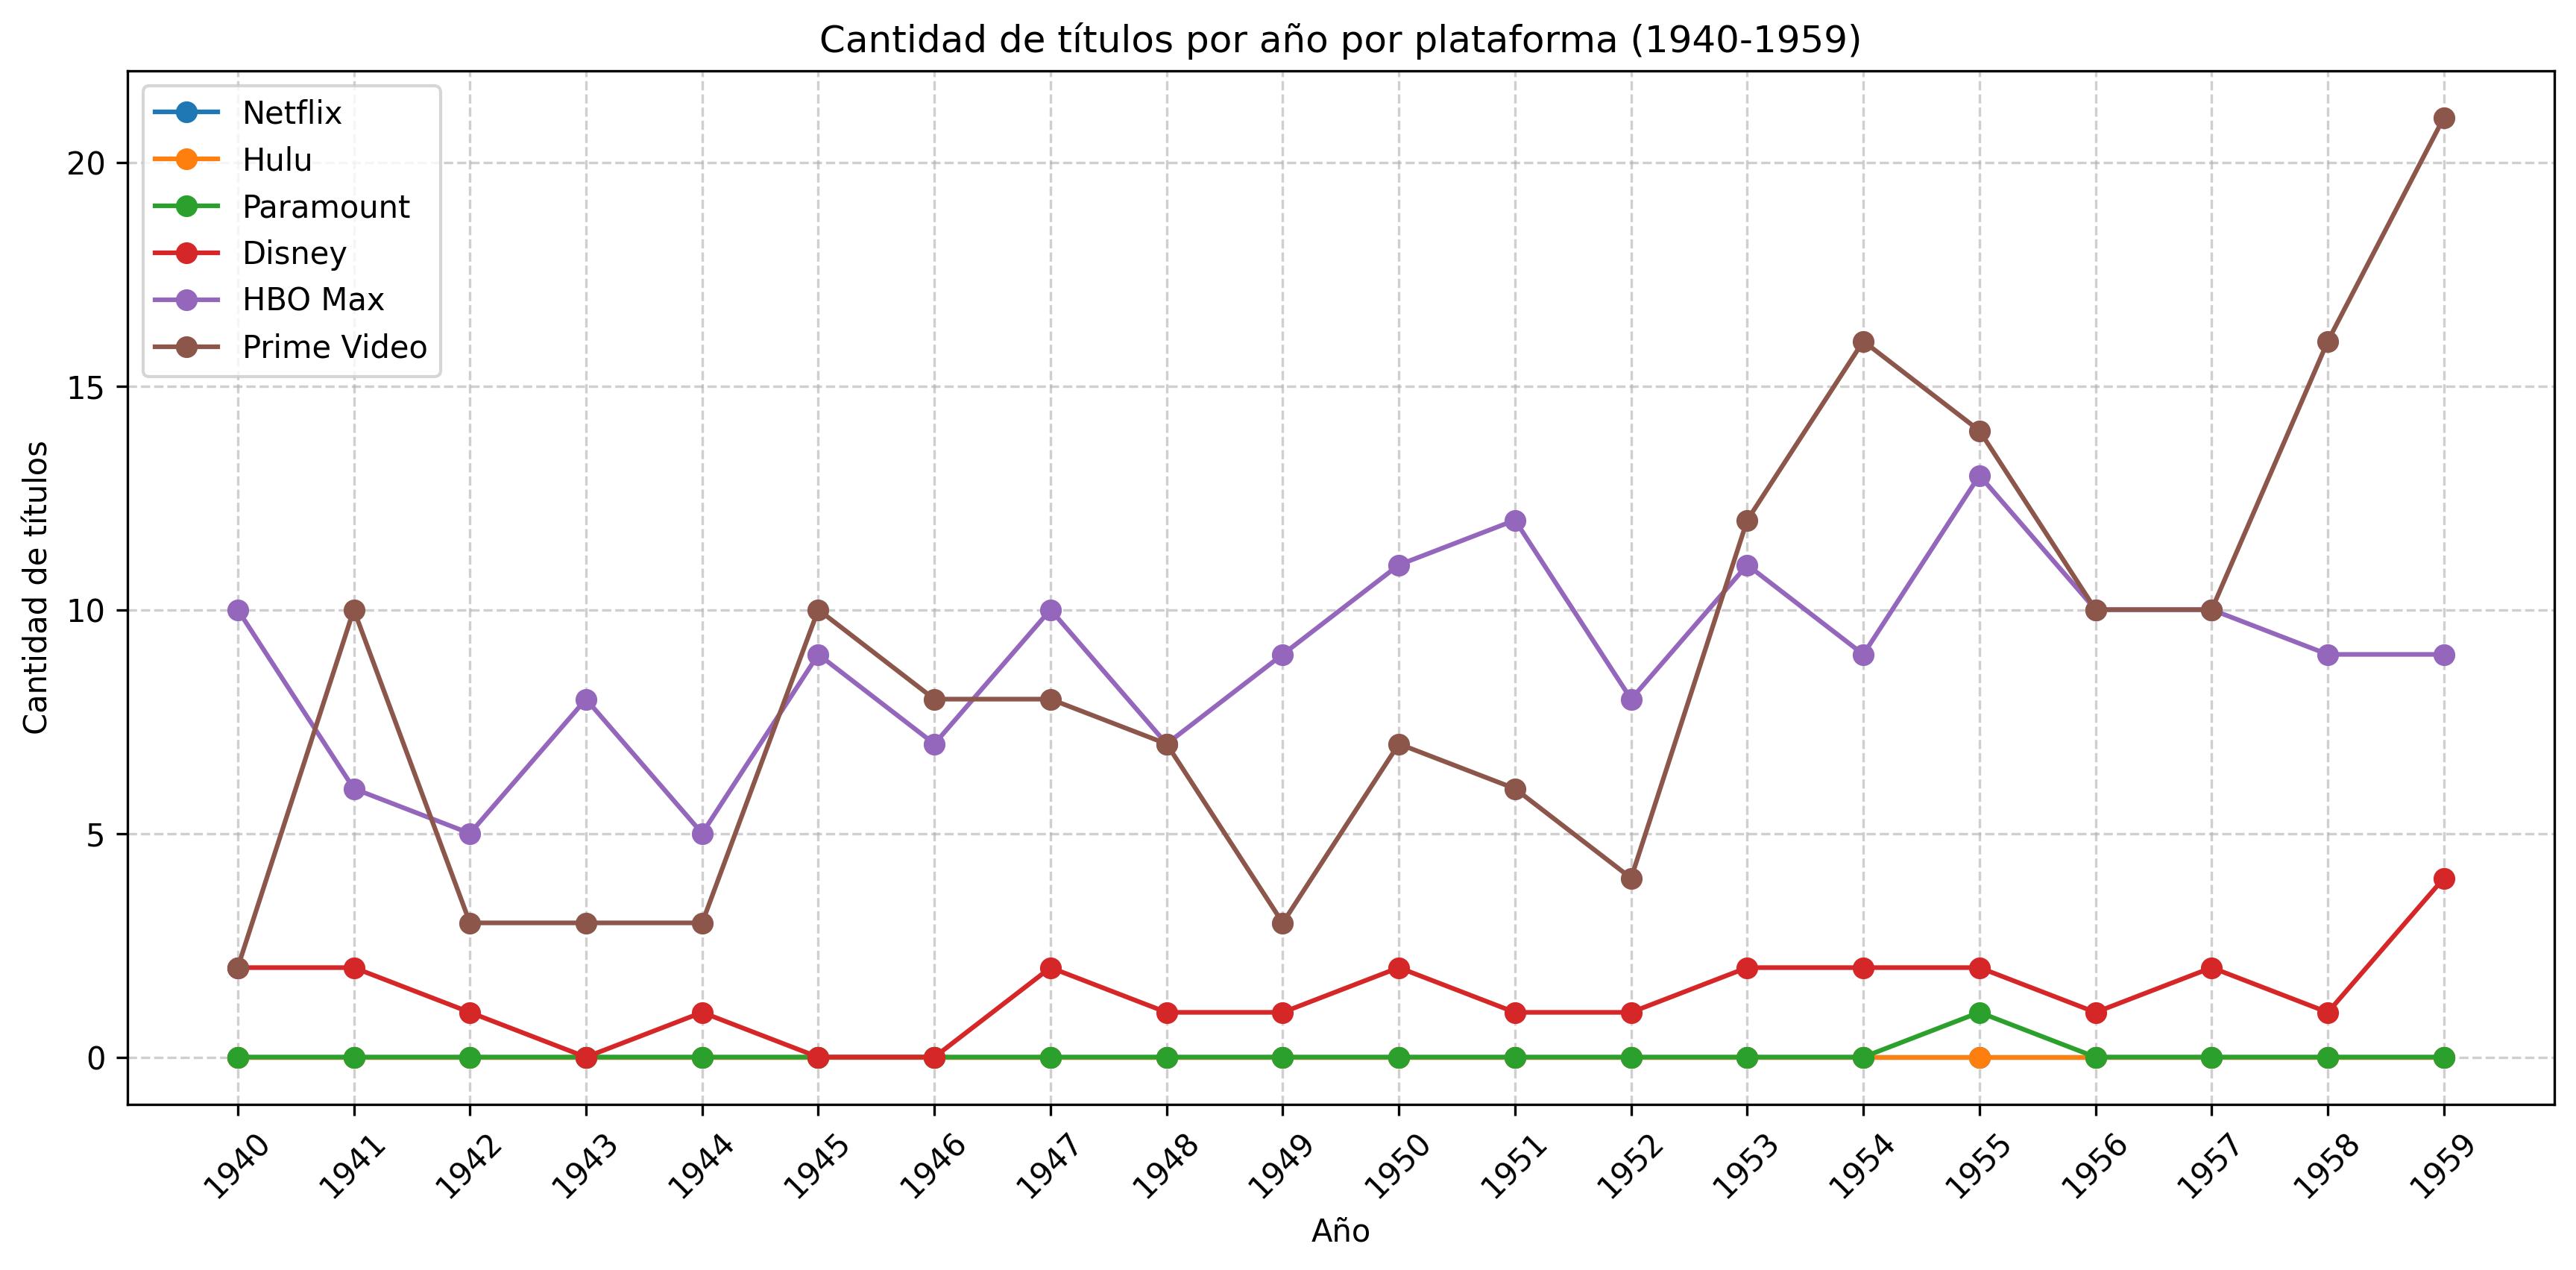 Cantidad de títulos por año por plataforma (1940-1959)
Netflix
Hulu
Paramount
Disney
HBO Max
Prime Video
Cantidad de títulos
20
15
10
5
0
1940
1941
1942
1943
1944
1945
1946
1947
1948
1949
1950
1951
1952
1953
1954
1955
1956
1957
1958
1959
Año